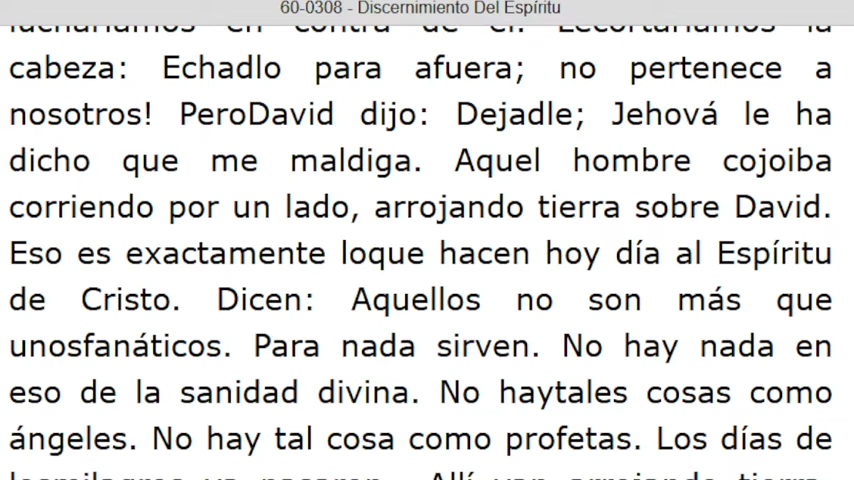 60-0308 - Discernimiento Del Espíritu
cabeza: Echadlo para afuera; no pertenece a
nosotros! PeroDavid dijo: Dejadle; Jehová le ha
dicho que me maldiga. Aquel hombre cojoiba
corriendo por un lado, arrojando tierra sobre David.
Eso es exactamente loque hacen hoy día al Espíritu
de Cristo. Dicen: Aquellos no son más que
unosfanáticos. Para nada sirven. No hay nada en
eso de la sanidad divina. No haytales cosas como
ángeles. No hay tal cosa como profetas. Los días de